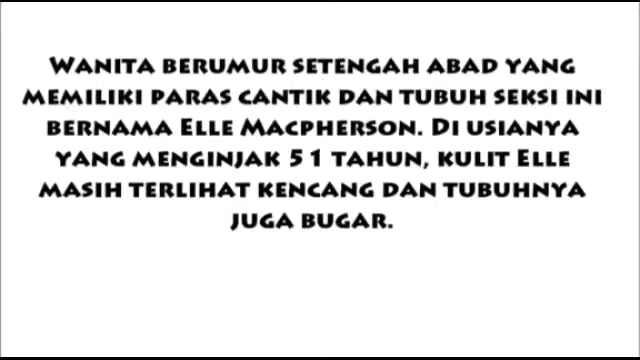 Wanita berumur setengah abad yang
memiliki paras cantik dan tubuh seksi ini
bernama Elle Macpherson. Di usianya
yang menginjak 51 tahun, kulit Elle
masih terlihat kencang dan tubuhnya
juga bugar.